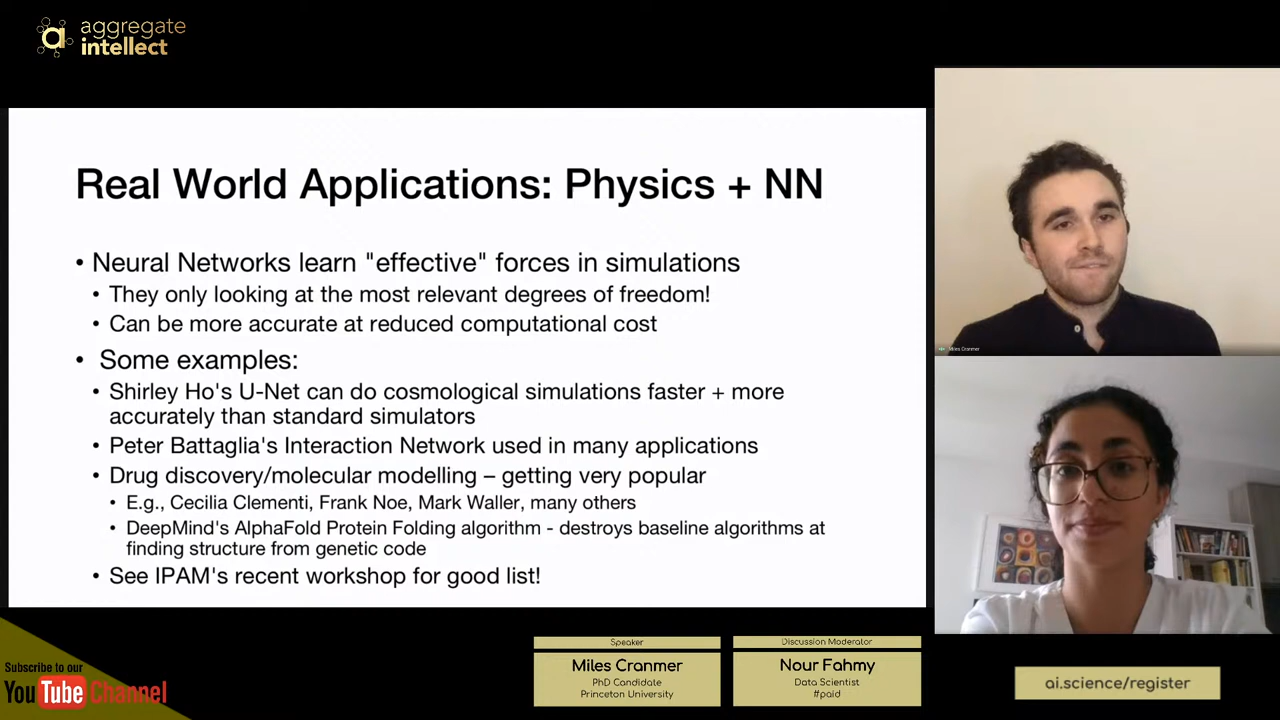 aggregate
intellect
Real World Applications: Physics + NN
• Neural Networks learn "effective" forces in simulations
• They only looking at the most relevant degrees of freedom!
• Can be more accurate at reduced computational cost
• Some examples:
• Shirley Ho's U-Net can do cosmological simulations faster + more
accurately than standard simulators
• Peter Battaglia's Interaction Network used in many applications
• Drug discovery/molecular modelling – getting very popular
• E.g., Cecilia Clementi, Frank Noe, Mark Waller, many others
• DeepMind's AlphaFold Protein Folding algorithm - destroys baseline algorithms at
finding structure from genetic code
• See IPAM's recent workshop for good list!
Miles Cranmer
Subscribe to our
YouTube Channel
Speaker
Miles Cranmer
PhD Candidate
Princeton University
Discussion Moderator
Nour Fahmy
Data Scientist
#paid
ai.science/register